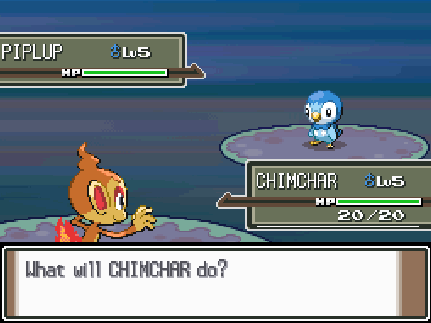 PIPLUP ♂Lv5
HP
CHIMCHAR ♂Lv5
HP
20/20
What will CHIMCHAR do?